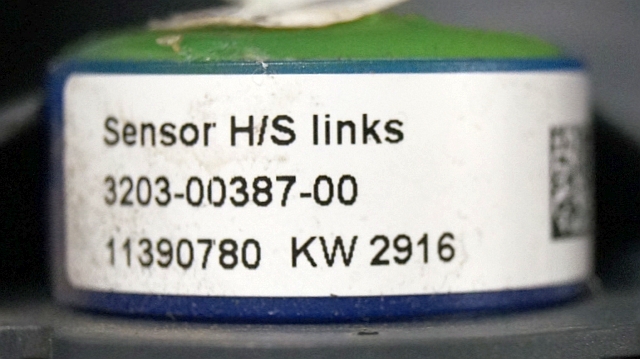 Sensor H/S links
3203-00387-00
11390780 KW 2916